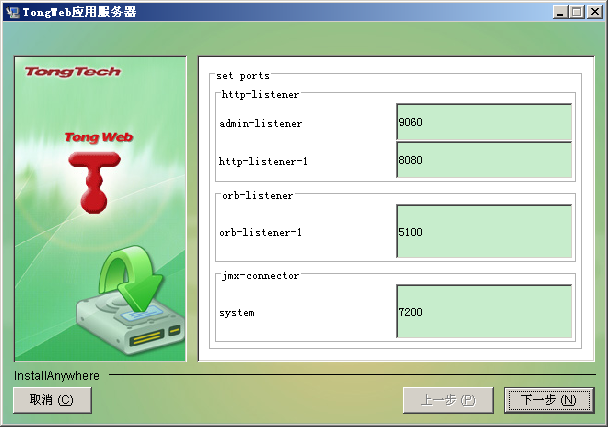 TongWeb应用服务器
TongTech
Tong Web
set ports
http-listener
admin-listener 9060
http-listener-1 8080
orb-listener
orb-listener-1 5100
jmx-connector
system 7200
InstallAnywhere
取消 (C) 上一步 (P) 下一步 (N)